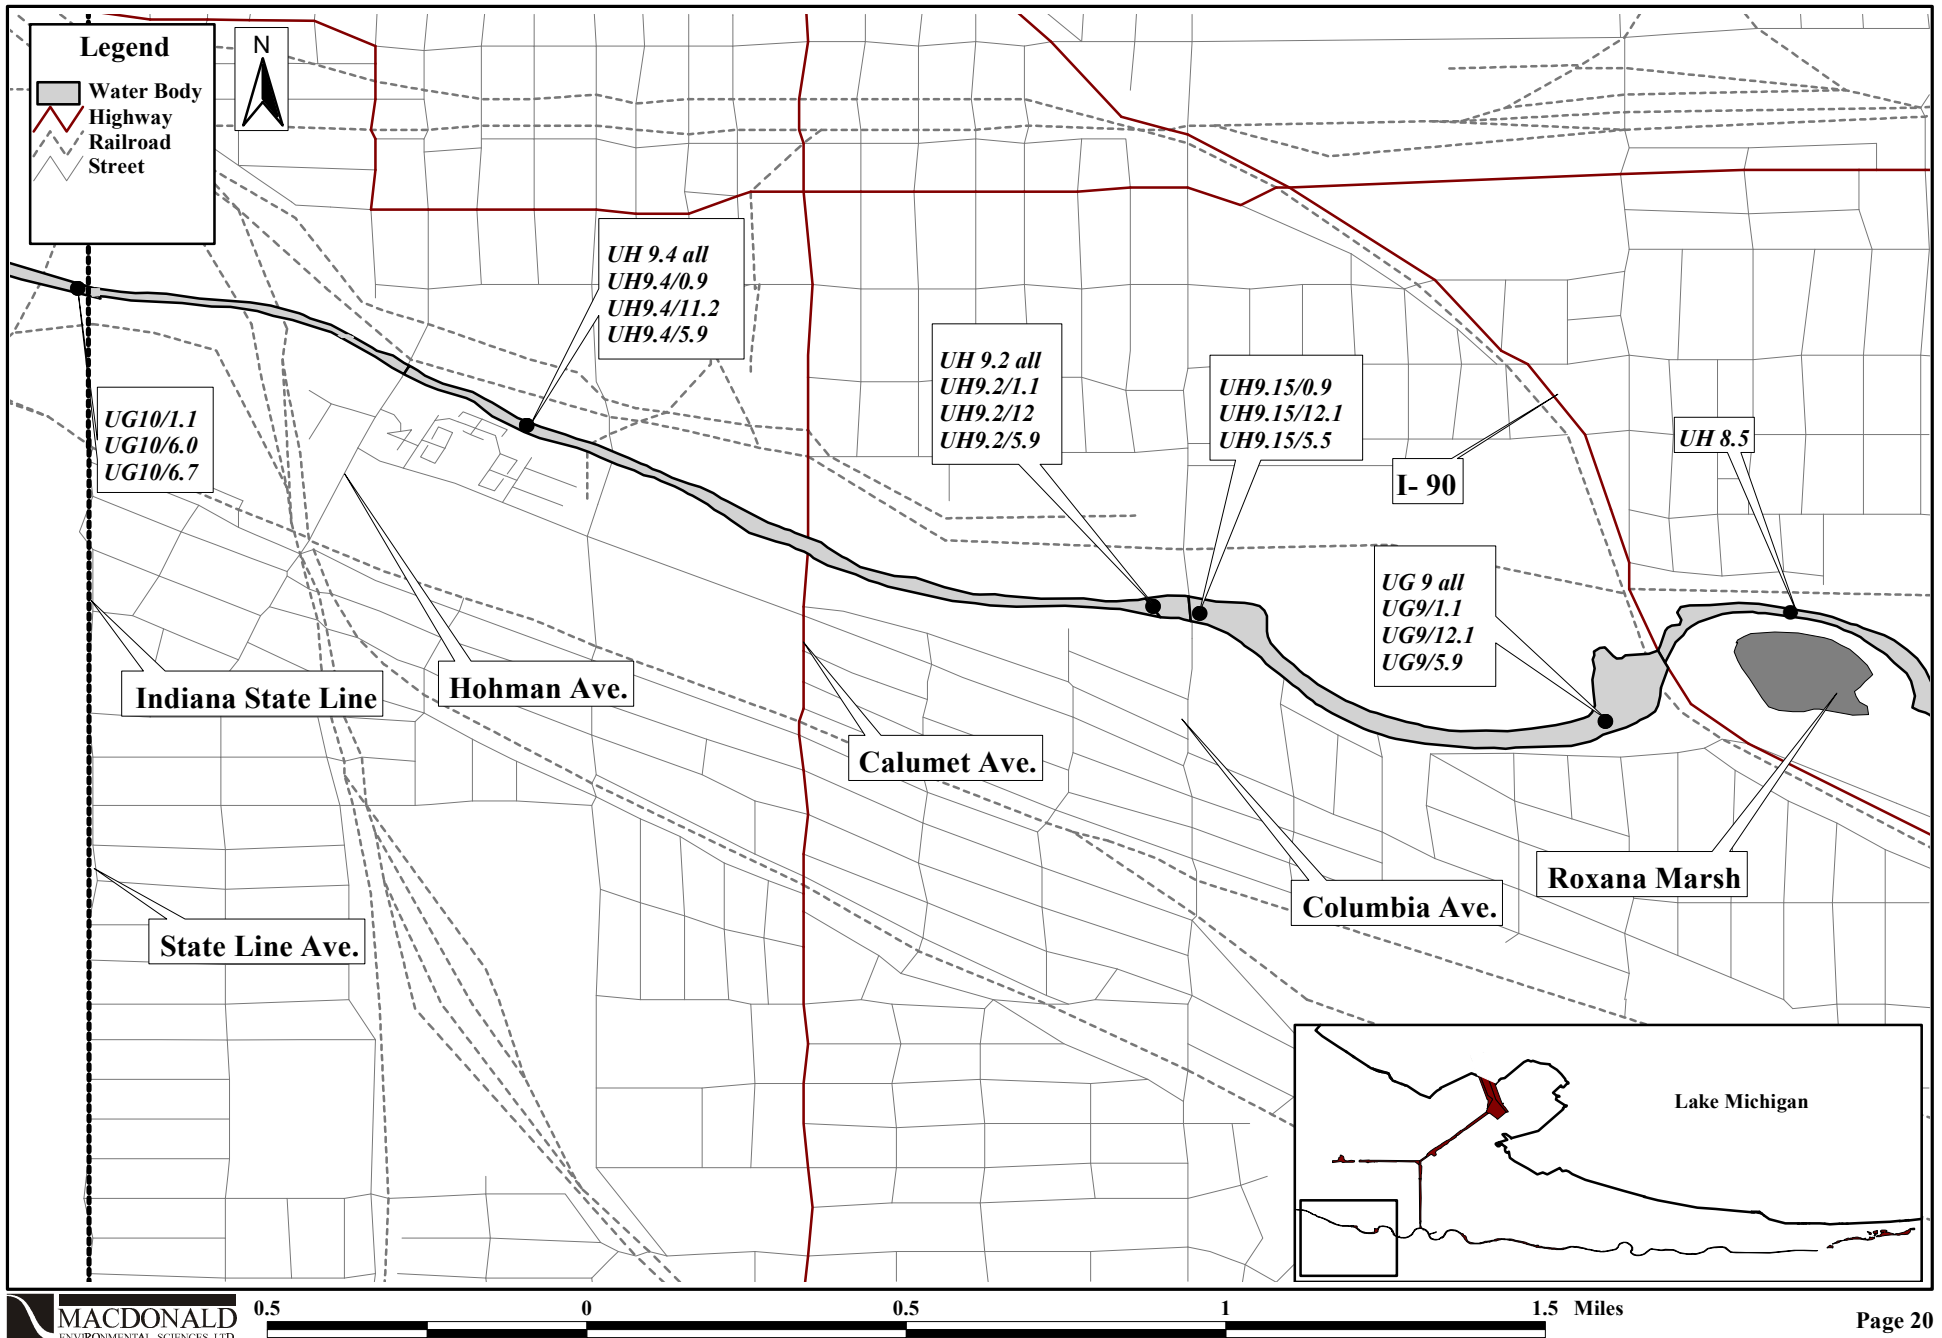 Legend
Water Body
Highway
Railroad
Street
N
UH 9.4 all
UH9.4/0.9
UH9.4/11.2
UH9.4/5.9
UH 9.2 all
UH9.2/1.1
UH9.2/12
UH9.2/5.9
UH9.15/0.9
UH9.15/12.1
UH9.15/5.5
UG10/1.1
UG10/6.0
UG10/6.7
UH 8.5
I- 90
UG 9 all
UG9/1.1
UG9/12.1
UG9/5.9
Indiana State Line
Hohman Ave.
Calumet Ave.
Roxana Marsh
Columbia Ave.
State Line Ave.
Lake Michigan
MACDONALD
ENVIRONMENTAL SCIENCES LTD.
0.5 0 0.5 1 1.5 Miles
Page 20